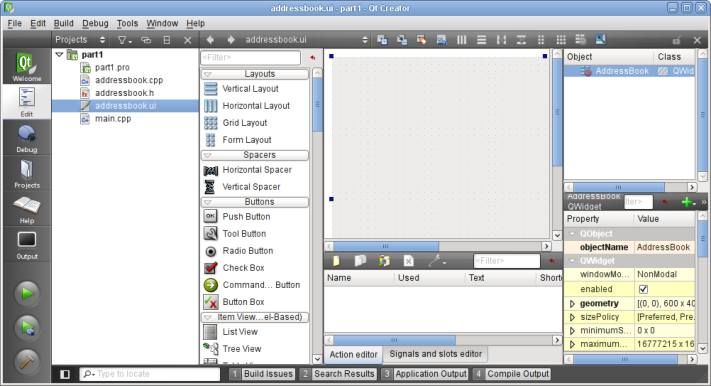 addressbook.ui - part1 - Qt Creator
File Edit Build Debug Tools Window Help
Projects
addressbook.ui
Qt
Welcome
Edit
Debug
Projects
Help
Output
part1
part1.pro
addressbook.cpp
addressbook.h
addressbook.ui
main.cpp
<Filter>
Layouts
Vertical Layout
Horizontal Layout
Grid Layout
Form Layout
Spacers
Horizontal Spacer
Vertical Spacer
Buttons
OK Push Button
Tool Button
Radio Button
Check Box
Command... Button
Button Box
Item View...el-Based)
List View
Tree View
<Filter>
Name Used Text Shortc
Action editor Signals and slots editor
Object Class
AddressBook QWidg
AddressBook
QWidget
lter>
Property Value
QObject
objectName AddressBook
QWidget
windowMo... NonModal
enabled
geometry [(0, 0), 600 x 40
sizePolicy [Preferred, Pre.
minimumS... 0 x 0
maximum... 16777215 x 16
Type to locate
1 Build Issues 2 Search Results 3 Application Output 4 Compile Output